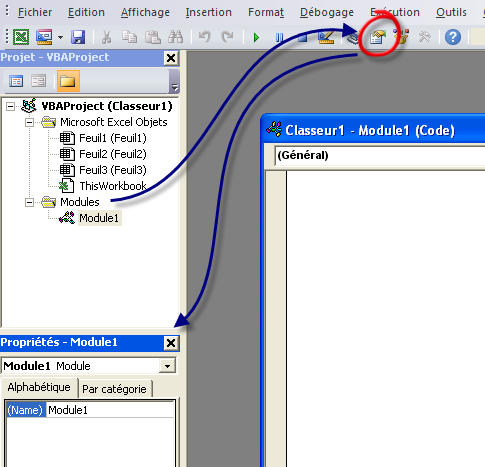 Fichier Edition Affichage Insertion Format Débogage Exécution Outils
Projet - VBAProject
VBAProject (Classeur1)
Microsoft Excel Objets
Feuil1 (Feuil1)
Feuil2 (Feuil2)
Feuil3 (Feuil3)
ThisWorkbook
Modules
Module1
Classeur1 - Module1 (Code)
(Général)
Propriétés - Module1
Module1 Module
Alphabétique Par catégorie
(Name) Module1